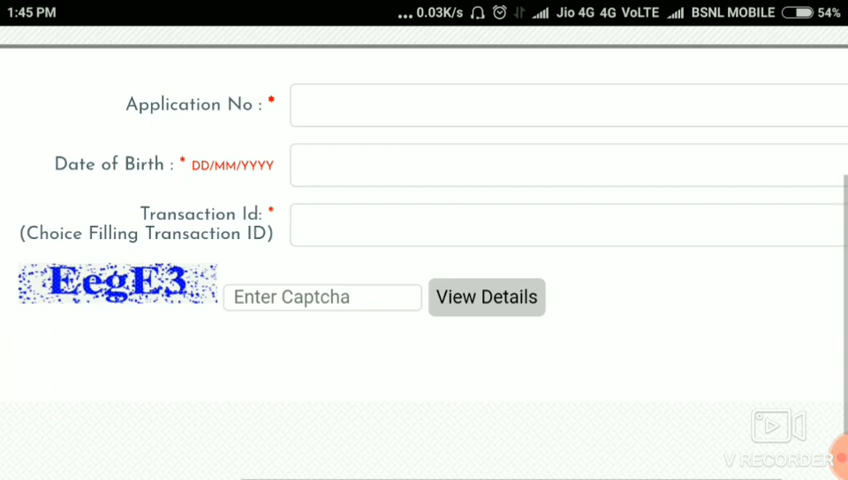 1:45 PM ... 0.03K/s Jio 4G 4G VoLTE BSNL MOBILE 54%
Application No : *
Date of Birth : * DD/MM/YYYY
Transaction Id: *
(Choice Filling Transaction ID)
EegE3 Enter Captcha View Details
V RECORDER